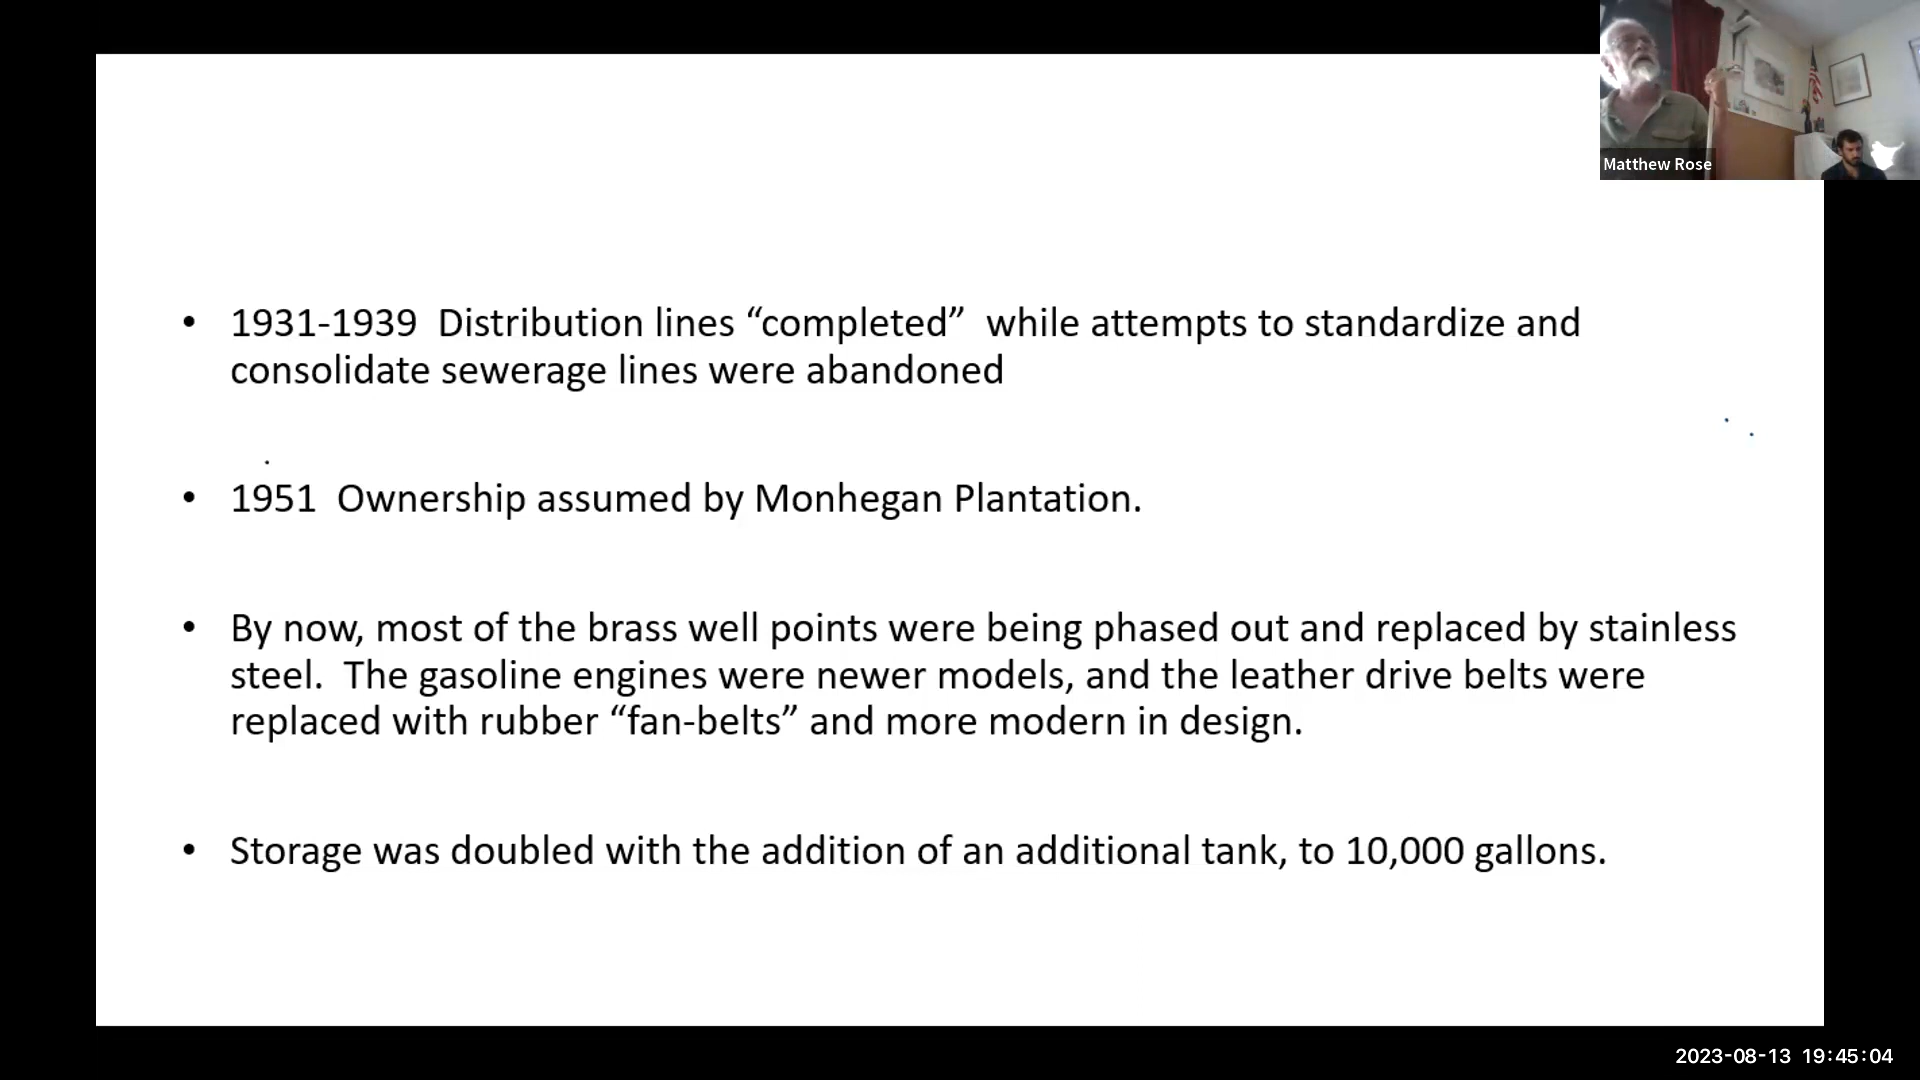 Matthew Rose
• 1931-1939  Distribution lines “completed”  while attempts to standardize and
consolidate sewerage lines were abandoned
• 1951  Ownership assumed by Monhegan Plantation.
• By now, most of the brass well points were being phased out and replaced by stainless
steel.  The gasoline engines were newer models, and the leather drive belts were
replaced with rubber “fan-belts” and more modern in design.
• Storage was doubled with the addition of an additional tank, to 10,000 gallons.
2023-08-13  19:45:04